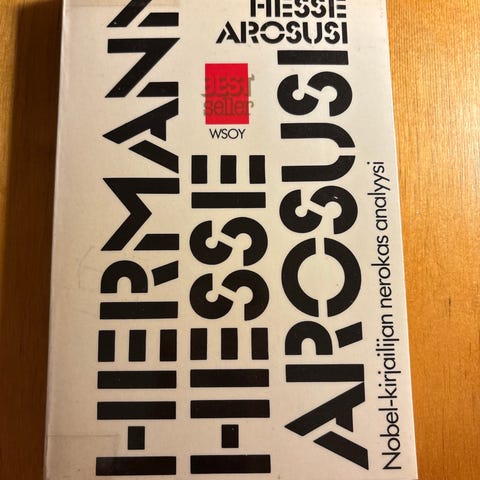 HESSE
AROSUSI
BEST
seller
WSOY
HERMANN
HESSE
AROSUSI
Nobel-kirjailijan nerokas analyysi